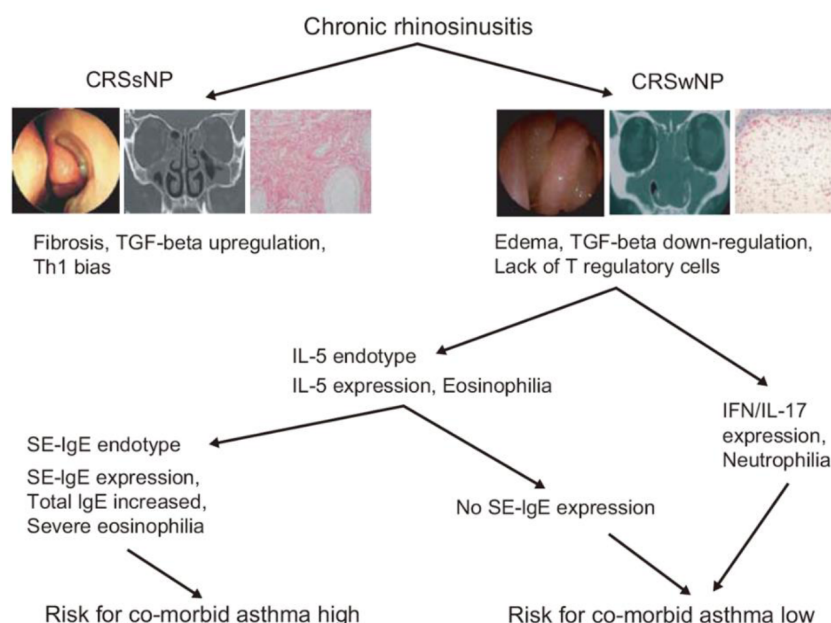 Chronic rhinosinusitis
CRSsNP
CRSwNP
Fibrosis, TGF-beta upregulation,
Th1 bias
Edema, TGF-beta down-regulation,
Lack of T regulatory cells
IL-5 endotype
IL-5 expression, Eosinophilia
IFN/IL-17
expression,
Neutrophilia
SE-IgE endotype
SE-IgE expression,
Total IgE increased,
Severe eosinophilia
No SE-IgE expression
Risk for co-morbid asthma high
Risk for co-morbid asthma low